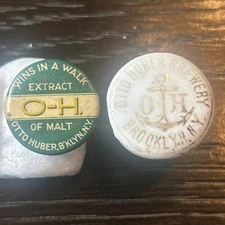 WINS IN A WALK
EXTRACT
O-H.
OF MALT
OTTO HUBER, B'KLYN, N.Y.
OTTO HUBER BREWERY
O H
BROOKLYN, N.Y.